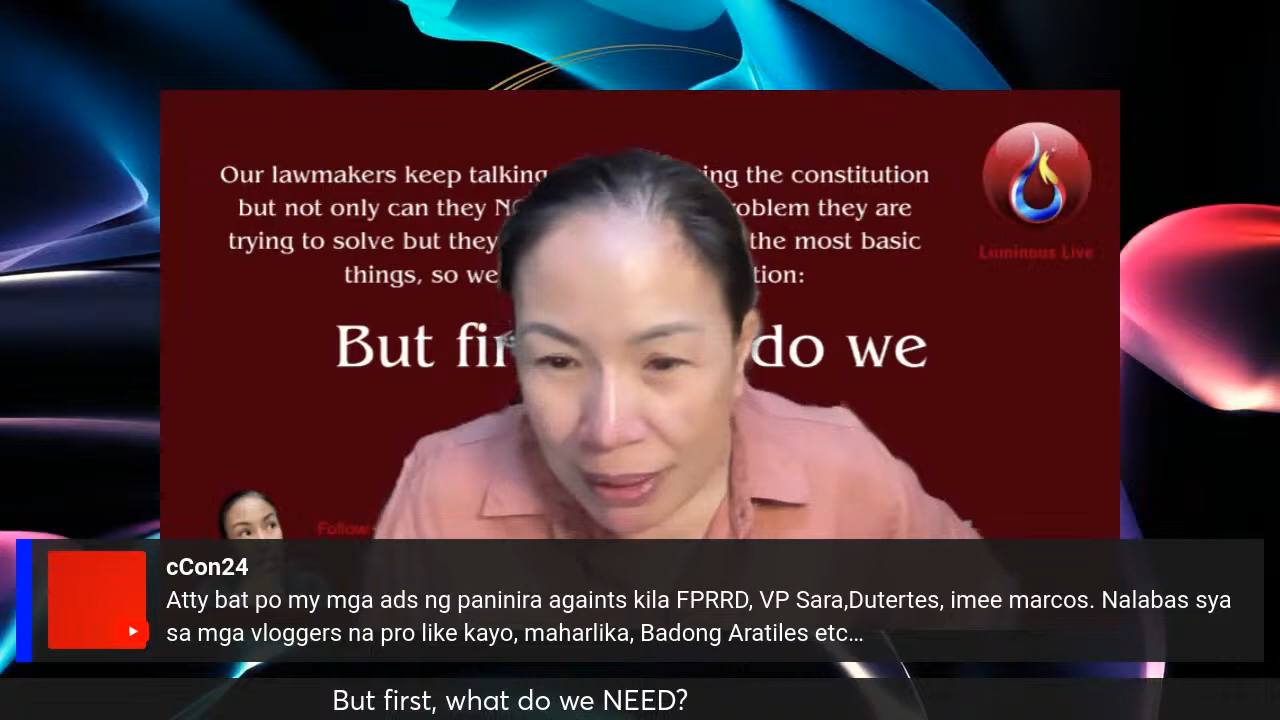 Our lawmakers keep talking ing the constitution
but not only can they roblem they are
trying to solve but they the most basic
things, so we tion:
But do we
Luminous Live
Follow
cCon24
Atty bat po my mga ads ng paninira againts kila FPRRD, VP Sara,Dutertes, imee marcos. Nalabas sya
sa mga vloggers na pro like kayo, maharlika, Badong Aratiles etc...
But first, what do we NEED?